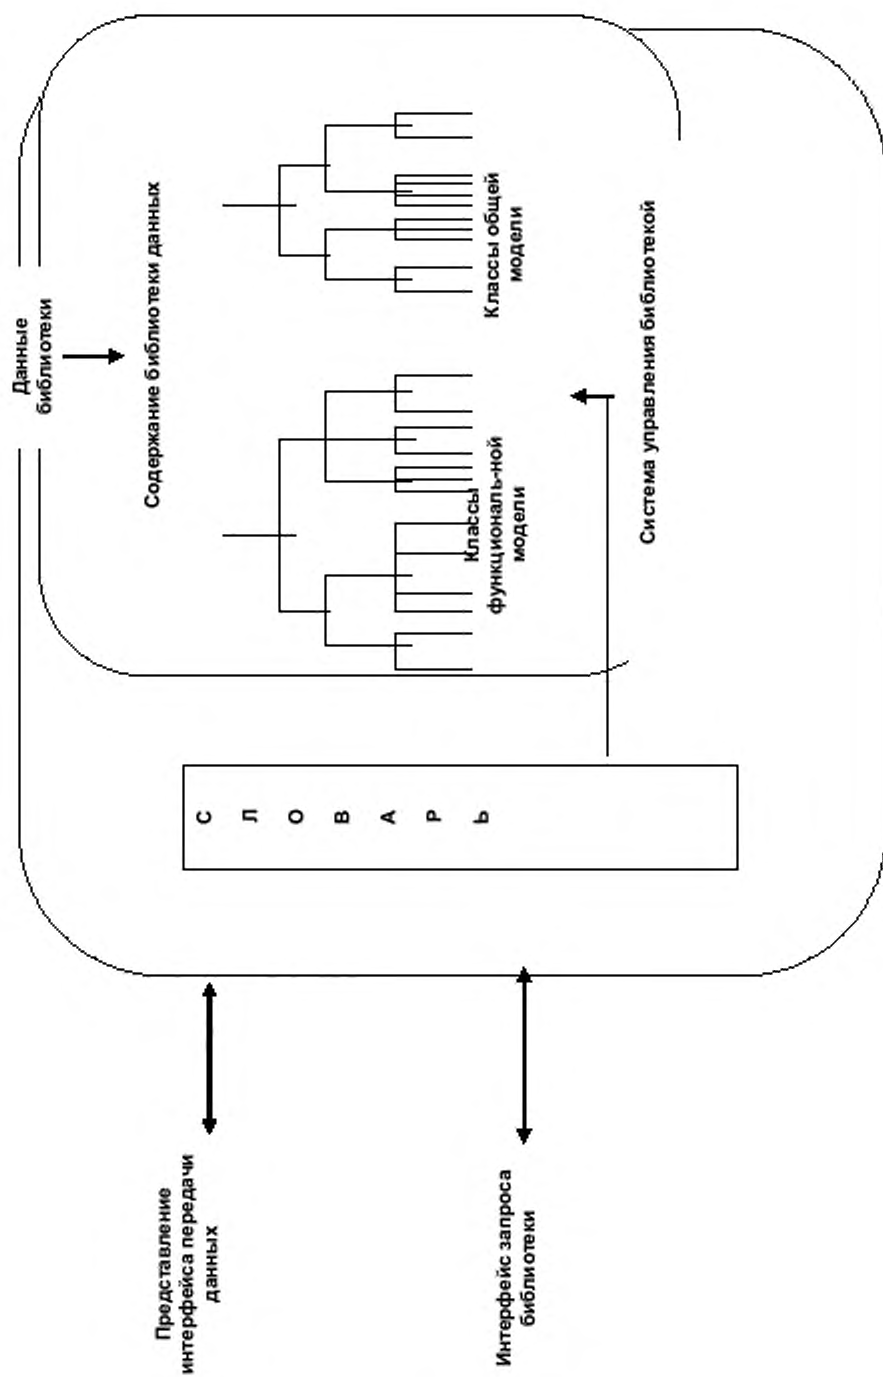 Данные
библиотеки
Содержание библиотеки данных
Классы общей
модели
Классы
функциональ-ной
модели
Система управления библиотекой
С Л О В А Р Ь
Представление
интерфейса передачи
данных
Интерфейс запроса
библиотеки